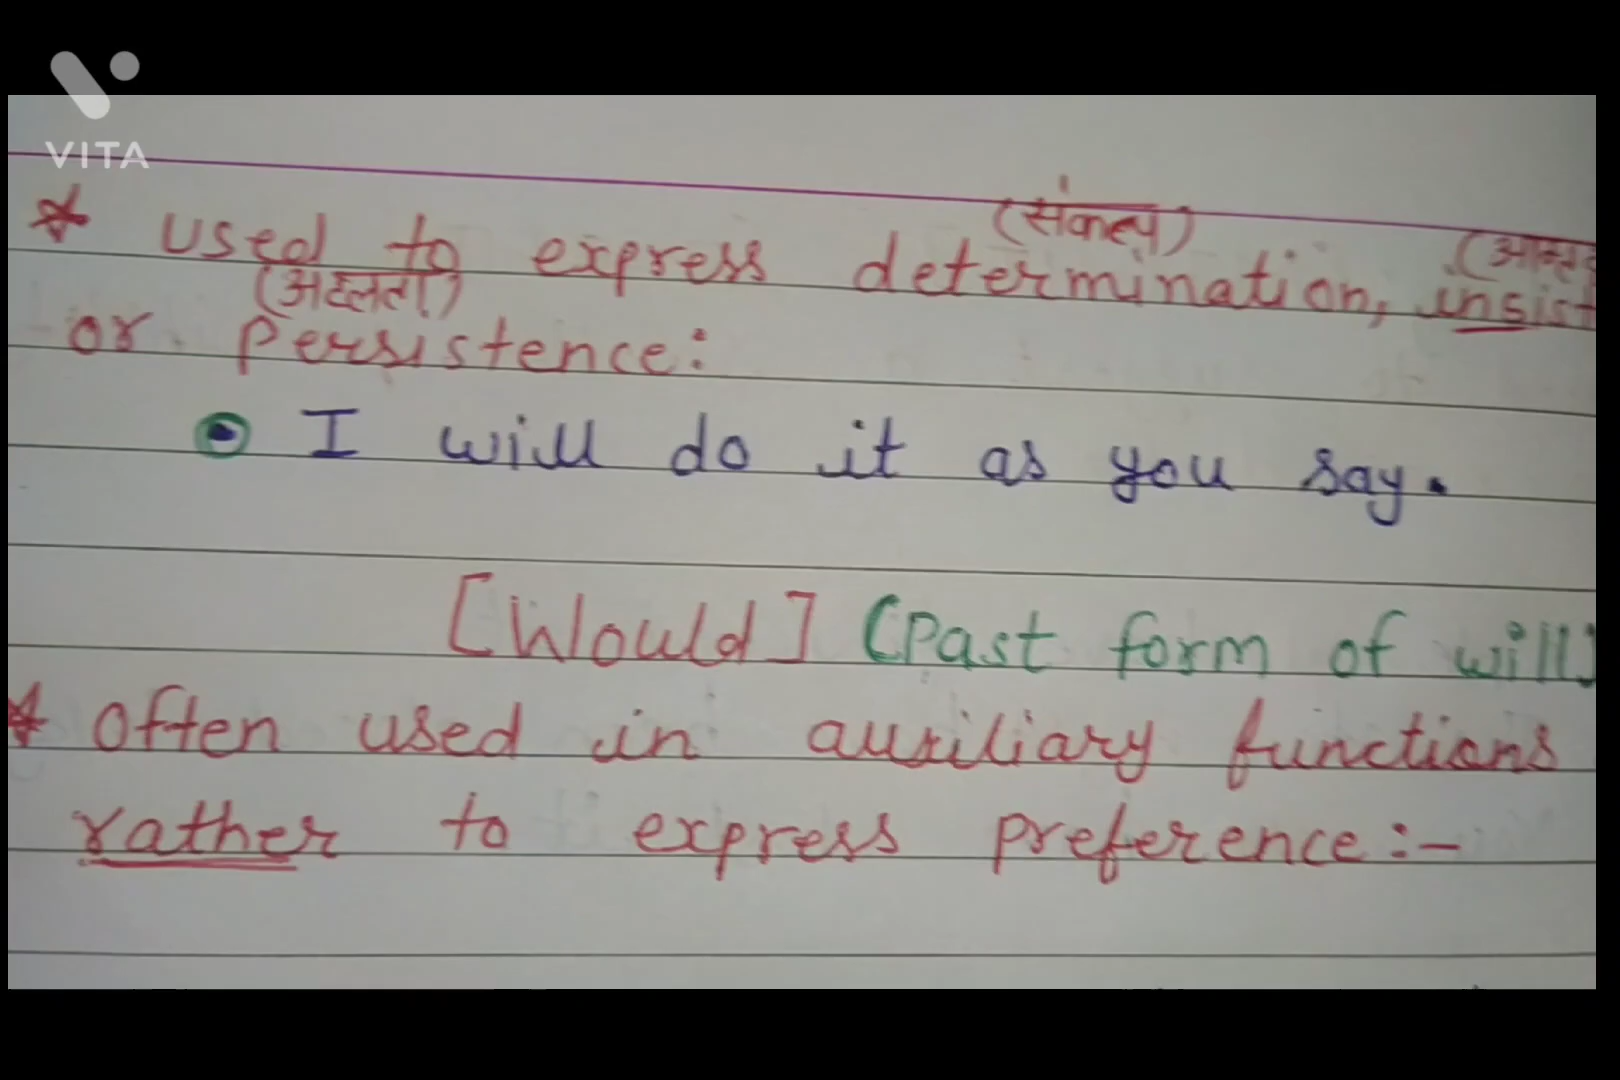 VITA
(संकल्प)
* used to express determination, insist
(अटलता)
or Persistence:
I will do it as you say.
[Would] (Past form of will)
* often used in auxiliary functions
rather to express preference:-